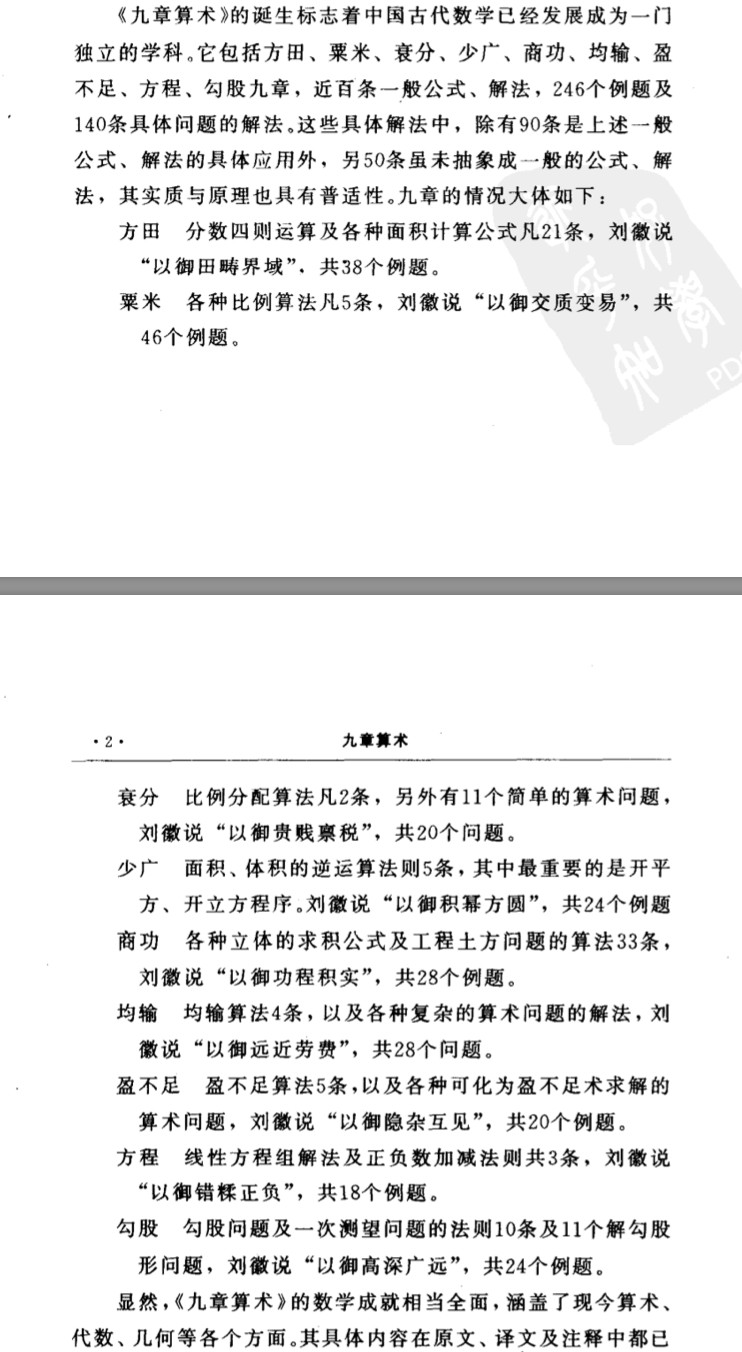 《九章算术》的诞生标志着中国古代数学已经发展成为一门
独立的学科。它包括方田、粟米、衰分、少广、商功、均输、盈
不足、方程、勾股九章，近百条一般公式、解法，246个例题及
140条具体问题的解法。这些具体解法中，除有90条是上述一般
公式、解法的具体应用外，另50条虽未抽象成一般的公式、解
法，其实质与原理也具有普适性。九章的情况大体如下：
方田　分数四则运算及各种面积计算公式凡21条，刘徽说
“以御田畴界域”，共38个例题。
粟米　各种比例算法凡5条，刘徽说“以御交质变易”，共
46个例题。
PD
·2·　九章算术
衰分　比例分配算法凡2条，另外有11个简单的算术问题，
刘徽说“以御贵贱禀税”，共20个问题。
少广　面积、体积的逆运算法则5条，其中最重要的是开平
方、开立方程序。刘徽说“以御积幂方圆”，共24个例题
商功　各种立体的求积公式及工程土方问题的算法33条，
刘徽说“以御功程积实”，共28个例题。
均输　均输算法4条，以及各种复杂的算术问题的解法，刘
徽说“以御远近劳费”，共28个问题。
盈不足　盈不足算法5条，以及各种可化为盈不足术求解的
算术问题，刘徽说“以御隐杂互见”，共20个例题。
方程　线性方程组解法及正负数加减法则共3条，刘徽说
“以御错糅正负”，共18个例题。
勾股　勾股问题及一次测望问题的法则10条及11个解勾股
形问题，刘徽说“以御高深广远”，共24个例题。
显然，《九章算术》的数学成就相当全面，涵盖了现今算术、
代数、几何等各个方面。其具体内容在原文、译文及注释中都已